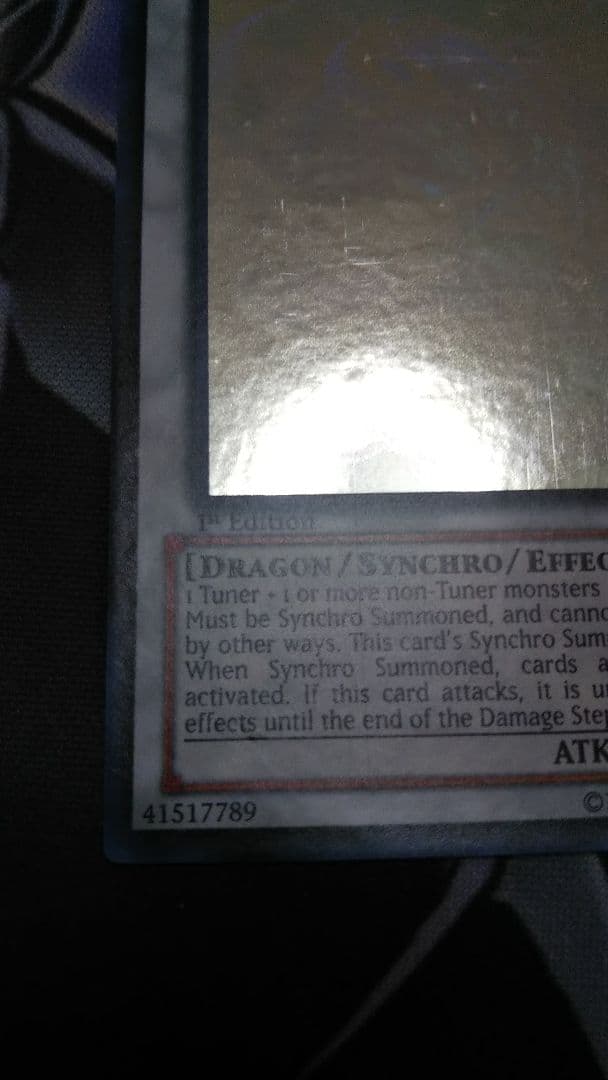 1st Edition
[DRAGON/SYNCHRO/EFFEC
1 Tuner + 1 or more non-Tuner monsters
Must be Synchro Summoned, and canno
by other ways. This card's Synchro Sum
When Synchro Summoned, cards a
activated. If this card attacks, it is u
effects until the end of the Damage Step
ATK
41517789 ©